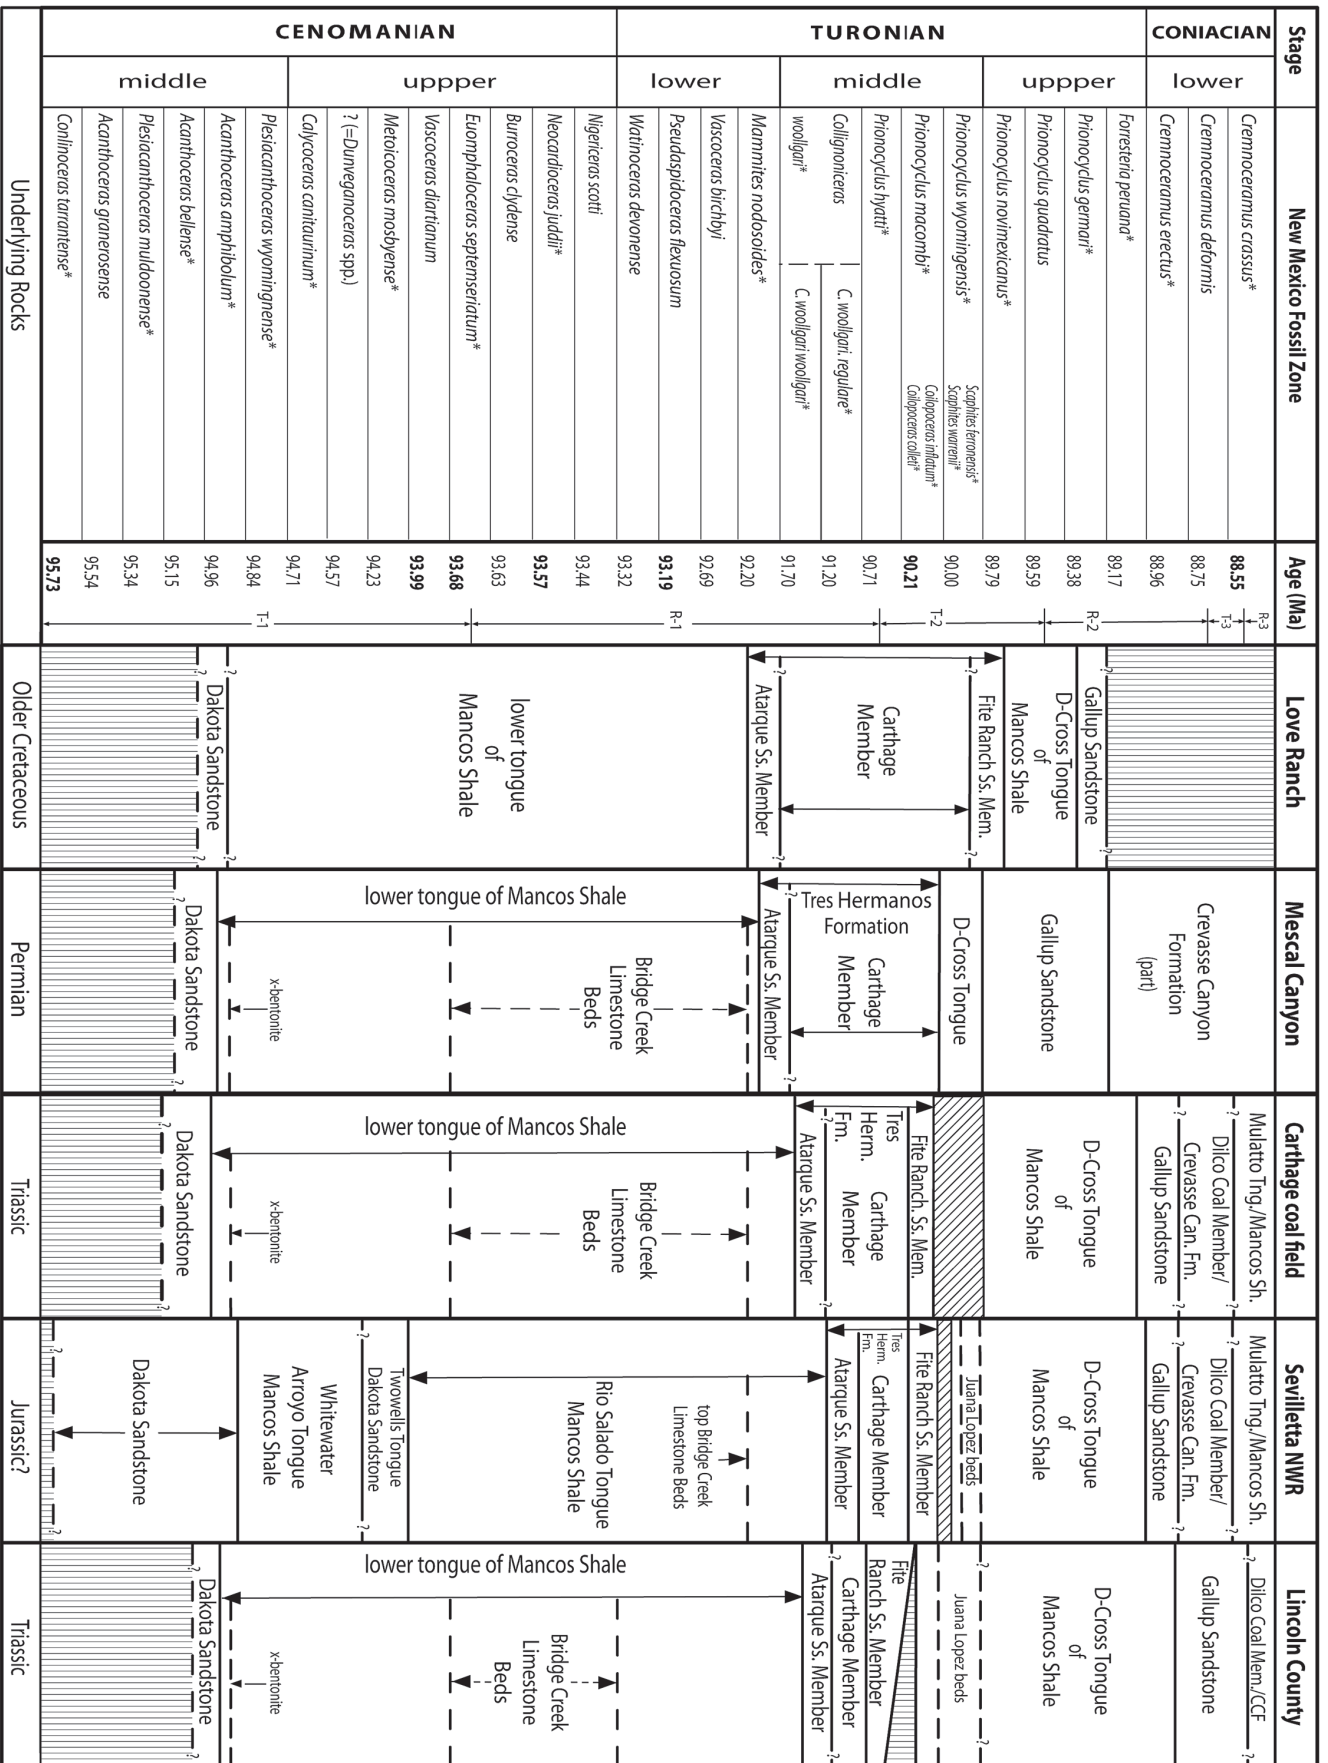 Stage
New Mexico Fossil Zone
Age (Ma)
Love Ranch
Mescal Canyon
Carthage coal field
Sevilletta NWR
Lincoln County
CONIACIAN
TURONIAN
CENOMANIAN
lower
uppper
middle
lower
uppper
middle
Cremnoceramus crassus*
Cremnoceramus deformis
Cremnoceramus erectus*
Forresteria peruana*
Prionocyclus germari*
Prionocyclus quadratus
Prionocyclus novimexicanus*
Prionocyclus wyomingensis*
Scaphites ferronensis*
Scaphites warrenii*
Prionocyclus macombi*
Coilopoceras inflatum*
Coilopoceras colleti*
Prionocyclus hyatti*
Collignoniceras
woollgari*
C. woollgari. regulare*
C. woollgari woollgari*
Mammites nodosoides*
Vascoceras birchbyi
Pseudaspidoceras flexuosum
Watinoceras devonense
Nigericeras scotti
Neocardioceras juddii*
Burroceras clydense
Euomphaloceras septemseriatum*
Vascoceras diartianum
Metoicoceras mosbyense*
? (=Dunveganoceras spp.)
Calycoceras canitaurinum*
Plesiacanthoceras wyomingnense*
Acanthoceras amphibolum*
Acanthoceras bellense*
Plesiacanthoceras muldoonense*
Acanthoceras granerosense
Conlinoceras tarrantense*
88.55
88.75
88.96
89.17
89.38
89.59
89.79
90.00
90.21
90.71
91.20
91.70
92.20
92.69
93.19
93.32
93.44
93.57
93.63
93.68
93.99
94.23
94.57
94.71
94.84
94.96
95.15
95.34
95.54
95.73
R-3
T-3
R-2
T-2
R-1
T-1
? Gallup Sandstone ?
D-Cross Tongue
of
Mancos Shale
Fite Ranch Ss. Mem.
? ?
Carthage
Member
? ?
Atarque Ss. Member
lower tongue
of
Mancos Shale
? ?
Dakota Sandstone
? ?
Crevasse Canyon
Formation
(part)
Gallup Sandstone
D-Cross Tongue
Tres Hermanos
Formation
Carthage
Member
? ?
Atarque Ss. Member
lower tongue of Mancos Shale
Bridge Creek
Limestone
Beds
x-bentonite
Dakota Sandstone
? ?
Mulatto Tng./Mancos Sh.
? ?
Dilco Coal Member/
Crevasse Can. Fm.
? ?
Gallup Sandstone
D-Cross Tongue
of
Mancos Shale
Fite Ranch. Ss. Mem.
Tres
Herm.
Fm.
Carthage
Member
? ?
Atarque Ss. Member
lower tongue of Mancos Shale
Bridge Creek
Limestone
Beds
x-bentonite
Dakota Sandstone
? ?
Mulatto Tng./Mancos Sh.
? ?
Dilco Coal Member/
Crevasse Can. Fm.
? ?
Gallup Sandstone
D-Cross Tongue
of
Mancos Shale
? ?
Juana Lopez beds
Fite Ranch Ss. Member
Tres
Herm.
Fm.
Carthage Member
Atarque Ss. Member
top Bridge Creek
Limestone Beds
Rio Salado Tongue
Mancos Shale
Twowells Tongue
Dakota Sandstone
? ?
Whitewater
Arroyo Tongue
Mancos Shale
Dakota Sandstone
? ?
Dilco Coal Mem./CCF
? ?
Gallup Sandstone
D-Cross Tongue
of
Mancos Shale
? ?
Juana Lopez beds
Fite
Ranch Ss. Member
Carthage Member
? ?
Atarque Ss. Member
lower tongue of Mancos Shale
Bridge Creek
Limestone
Beds
x-bentonite
Dakota Sandstone
? ?
Underlying Rocks
Older Cretaceous
Permian
Triassic
Jurassic?
Triassic